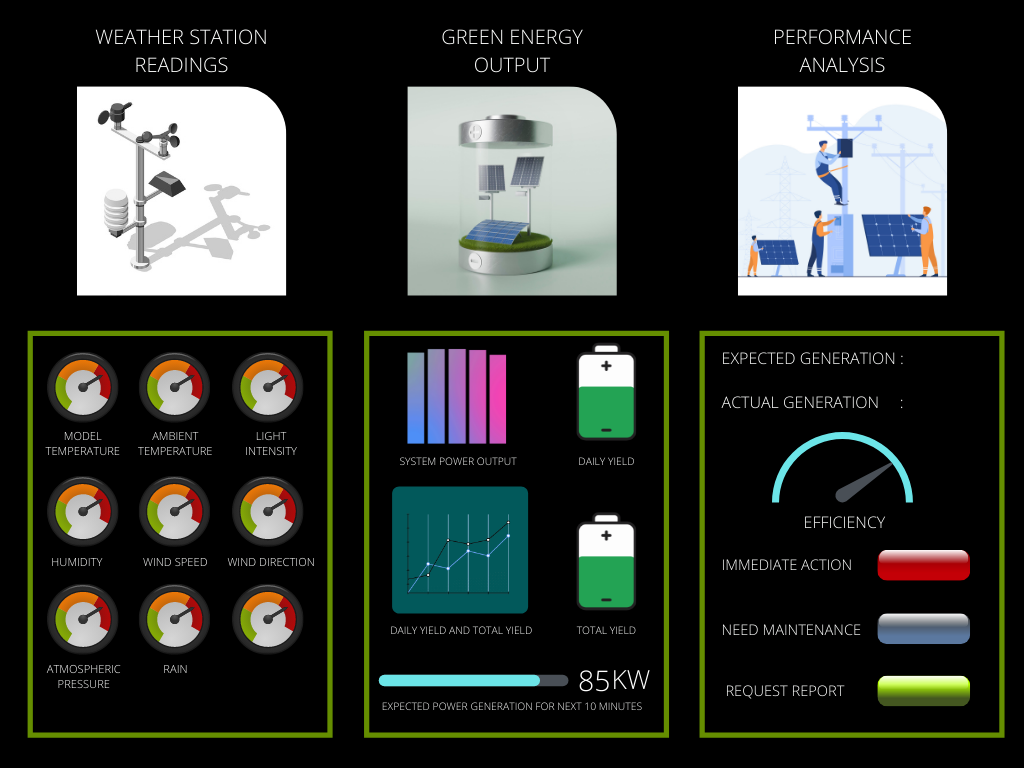 WEATHER STATION
READINGS
GREEN ENERGY
OUTPUT
PERFORMANCE
ANALYSIS
MODEL
TEMPERATURE
AMBIENT
TEMPERATURE
LIGHT
INTENSITY
HUMIDITY
WIND SPEED
WIND DIRECTION
ATMOSPHERIC
PRESSURE
RAIN
SYSTEM POWER OUTPUT
DAILY YIELD
DAILY YIELD AND TOTAL YIELD
TOTAL YIELD
85KW
EXPECTED POWER GENERATION FOR NEXT 10 MINUTES
EXPECTED GENERATION :
ACTUAL GENERATION :
EFFICIENCY
IMMEDIATE ACTION
NEED MAINTENANCE
REQUEST REPORT